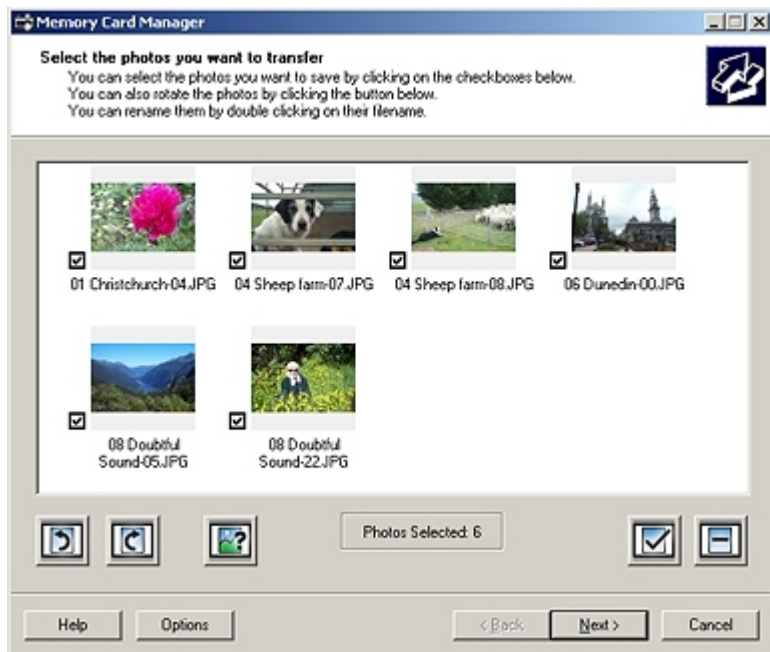 Memory Card Manager
Select the photos you want to transfer
You can select the photos you want to save by clicking on the checkboxes below.
You can also rotate the photos by clicking the button below.
You can rename them by double clicking on their filename.
01 Christchurch-04.JPG
04 Sheep farm-07.JPG
04 Sheep farm-08.JPG
06 Dunedin-00.JPG
08 Doubtful
Sound-05.JPG
08 Doubtful
Sound-22.JPG
?
Photos Selected: 6
Help
Options
< Back
Next >
Cancel